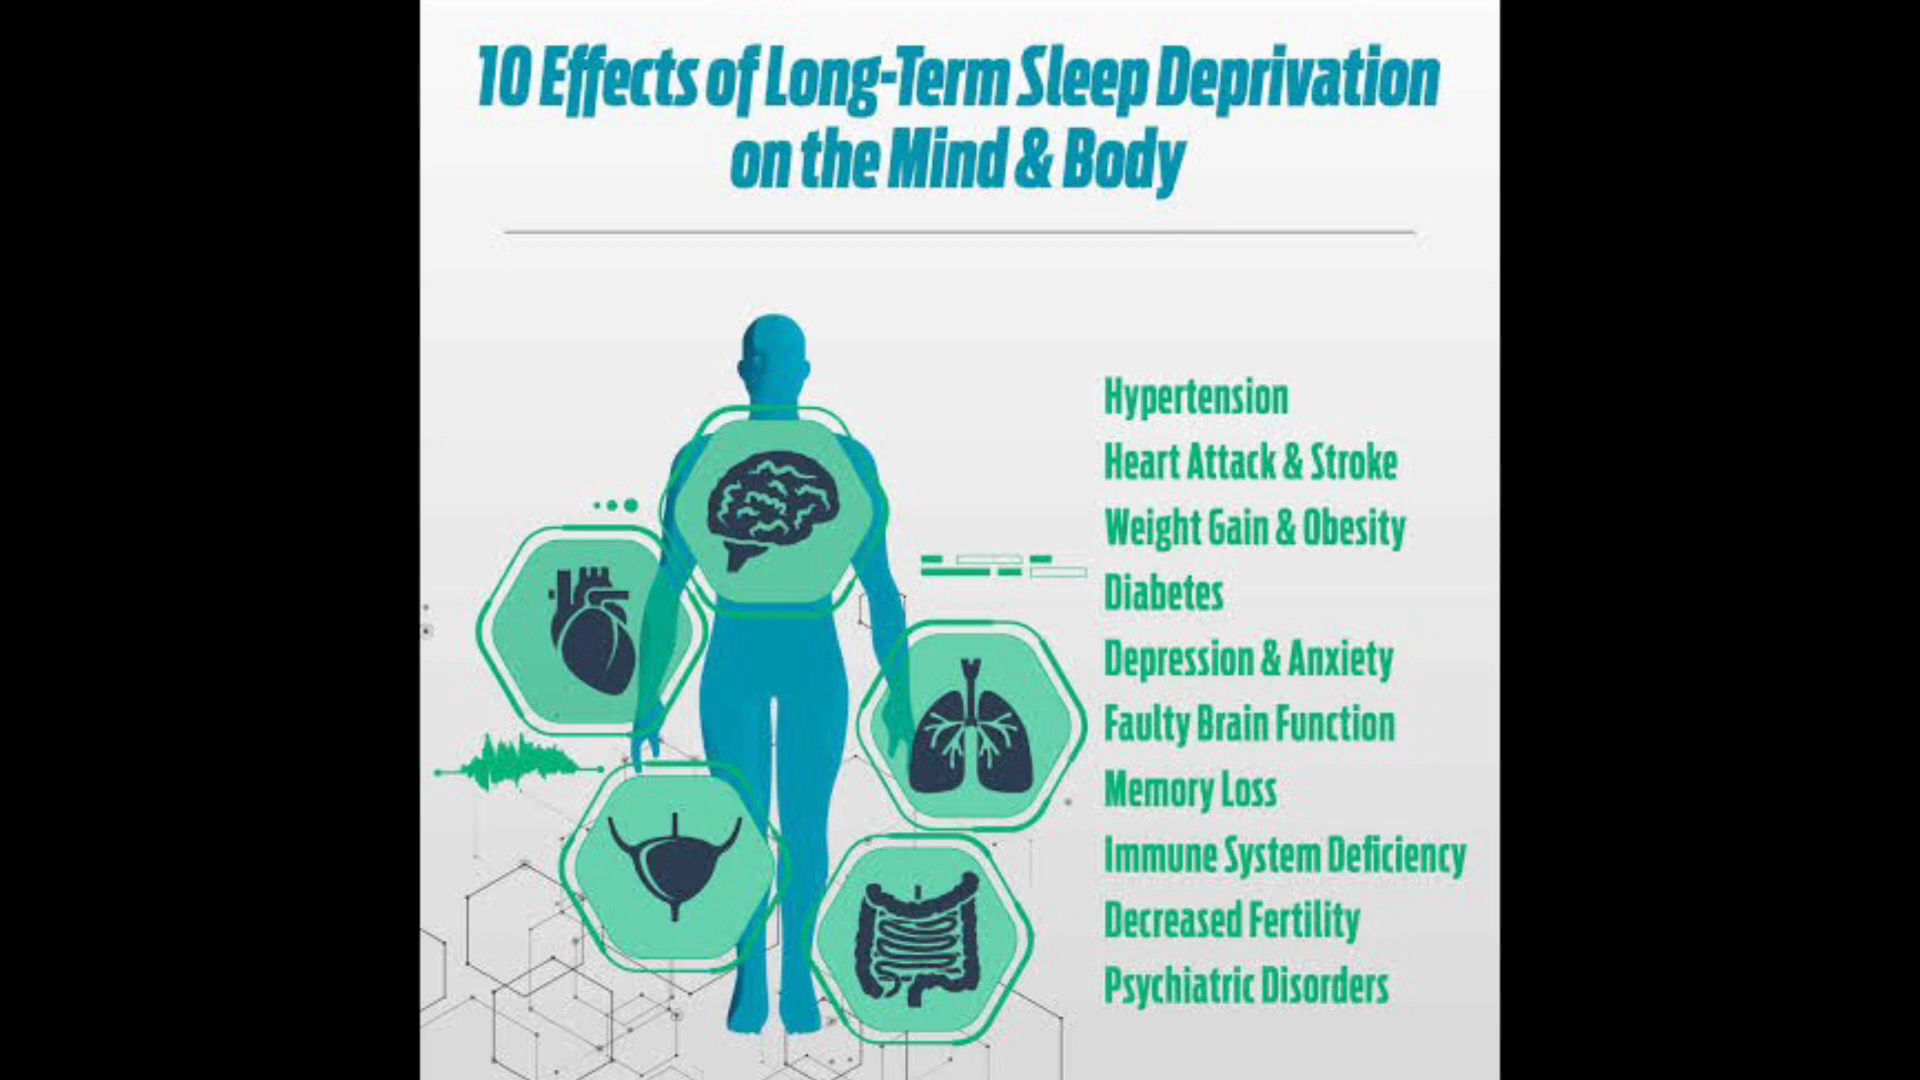 10 Effects of Long-Term Sleep Deprivation
on the Mind & Body
Hypertension
Heart Attack & Stroke
Weight Gain & Obesity
Diabetes
Depression & Anxiety
Faulty Brain Function
Memory Loss
Immune System Deficiency
Decreased Fertility
Psychiatric Disorders